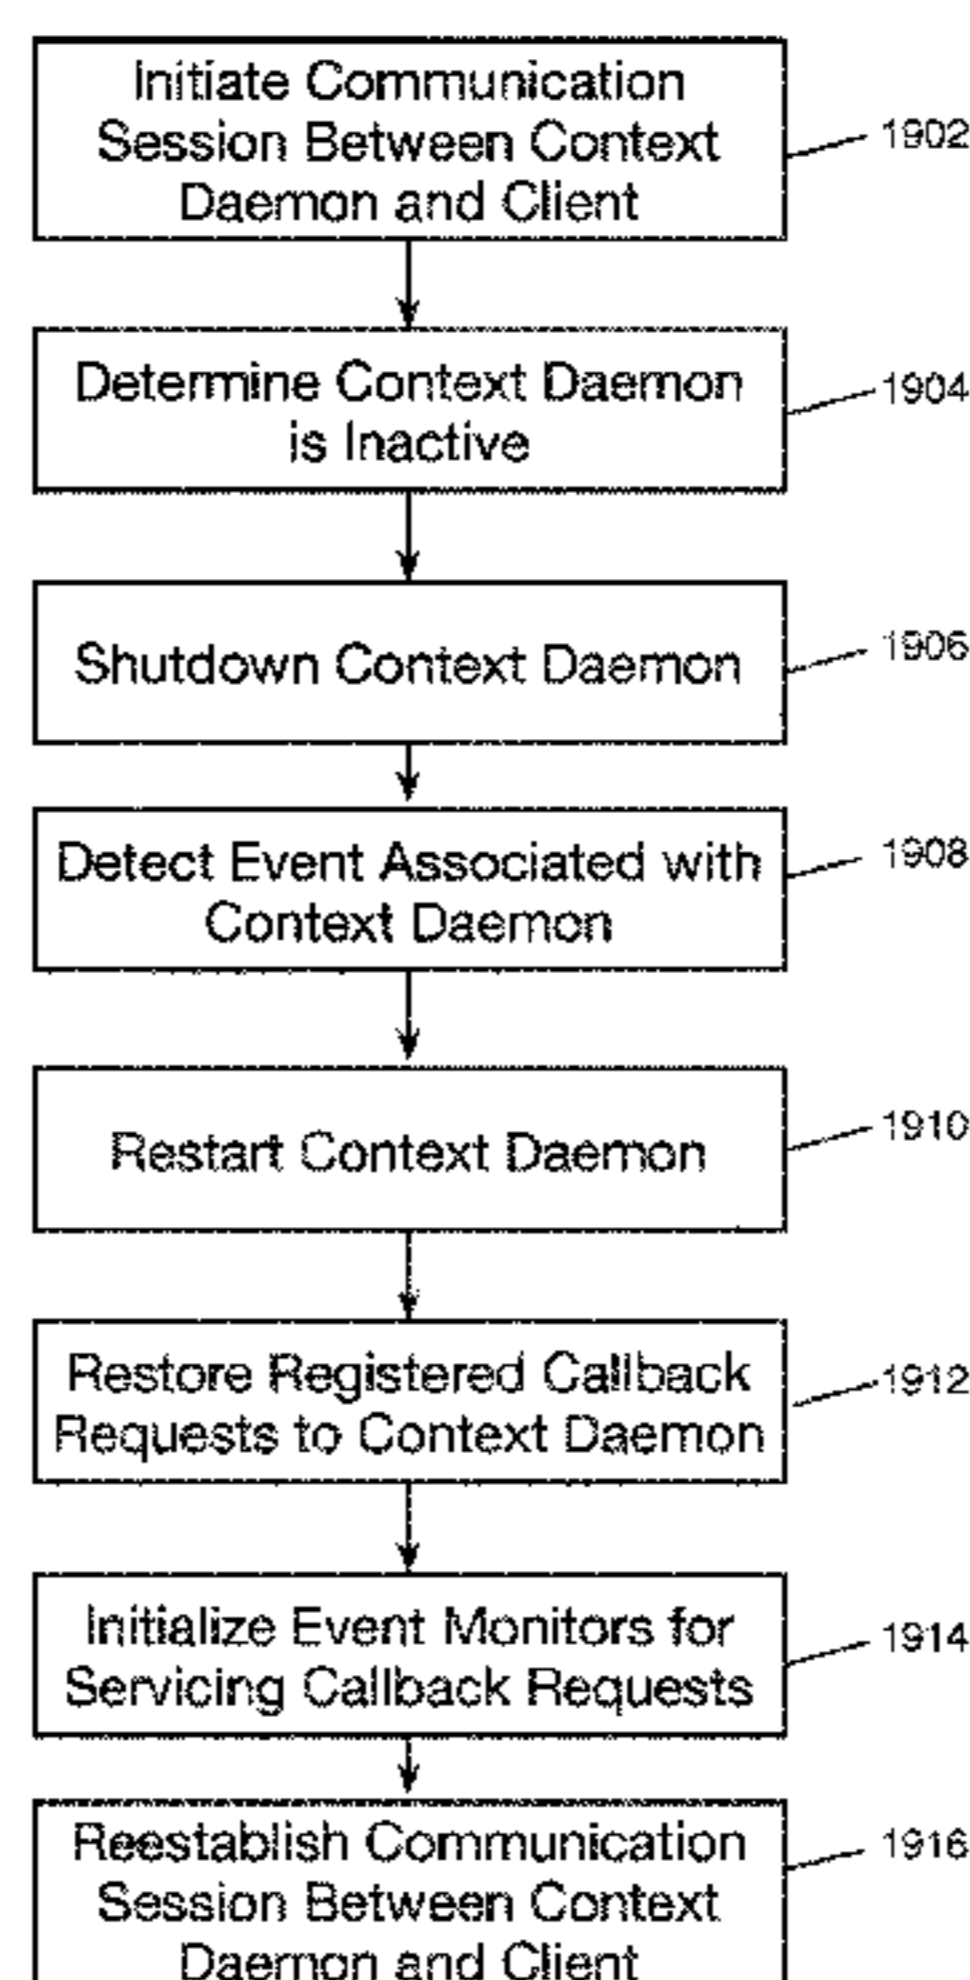 Initiate Communication
Session Between Context
Daemon and Client
1902
Determine Context Daemon
is Inactive
1904
Shutdown Context Daemon
1906
Detect Event Associated with
Context Daemon
1908
Restart Context Daemon
1910
Restore Registered Callback
Requests to Context Daemon
1912
Initialize Event Monitors for
Servicing Callback Requests
1914
Reestablish Communication
Session Between Context
Daemon and Client
1916